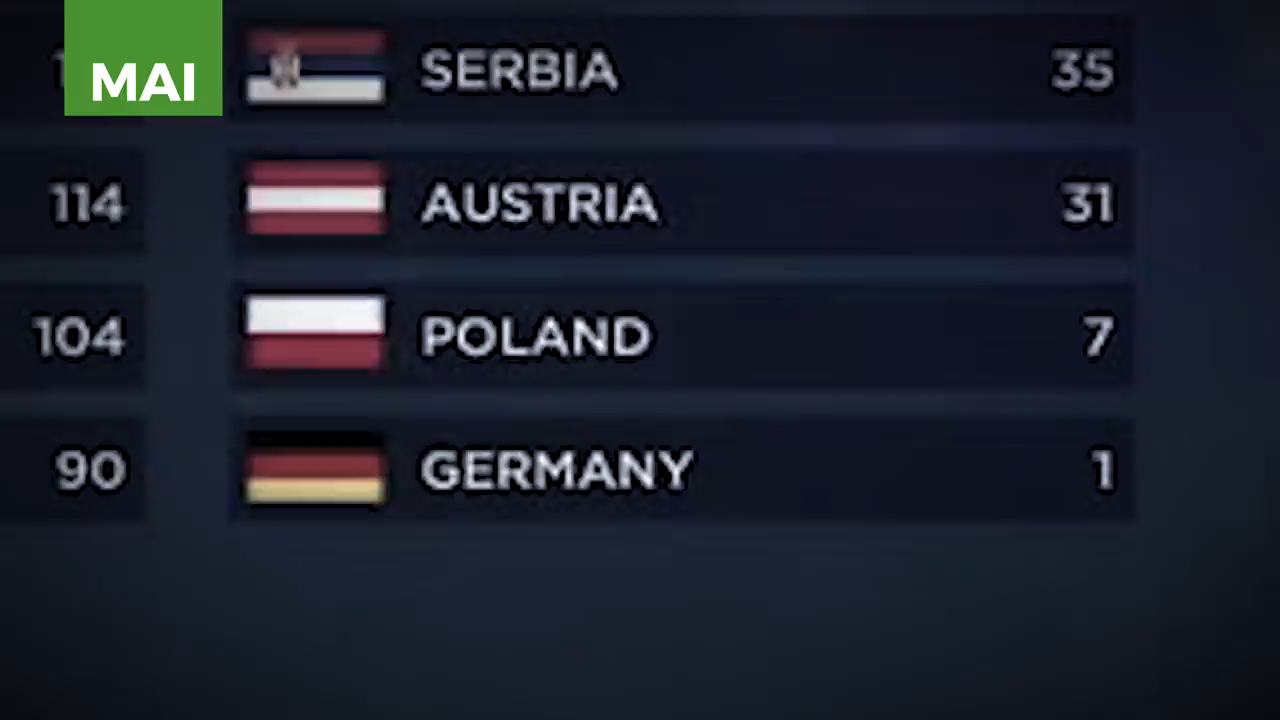 MAI
SERBIA 35
114 AUSTRIA 31
104 POLAND 7
90 GERMANY 1